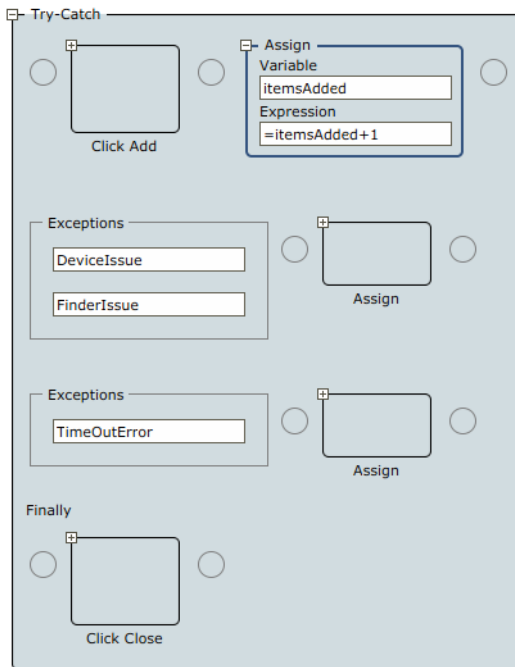 Try-Catch
Assign
Variable
itemsAdded
Expression
=itemsAdded+1
Click Add
Exceptions
DeviceIssue
FinderIssue
Assign
Exceptions
TimeOutError
Assign
Finally
Click Close